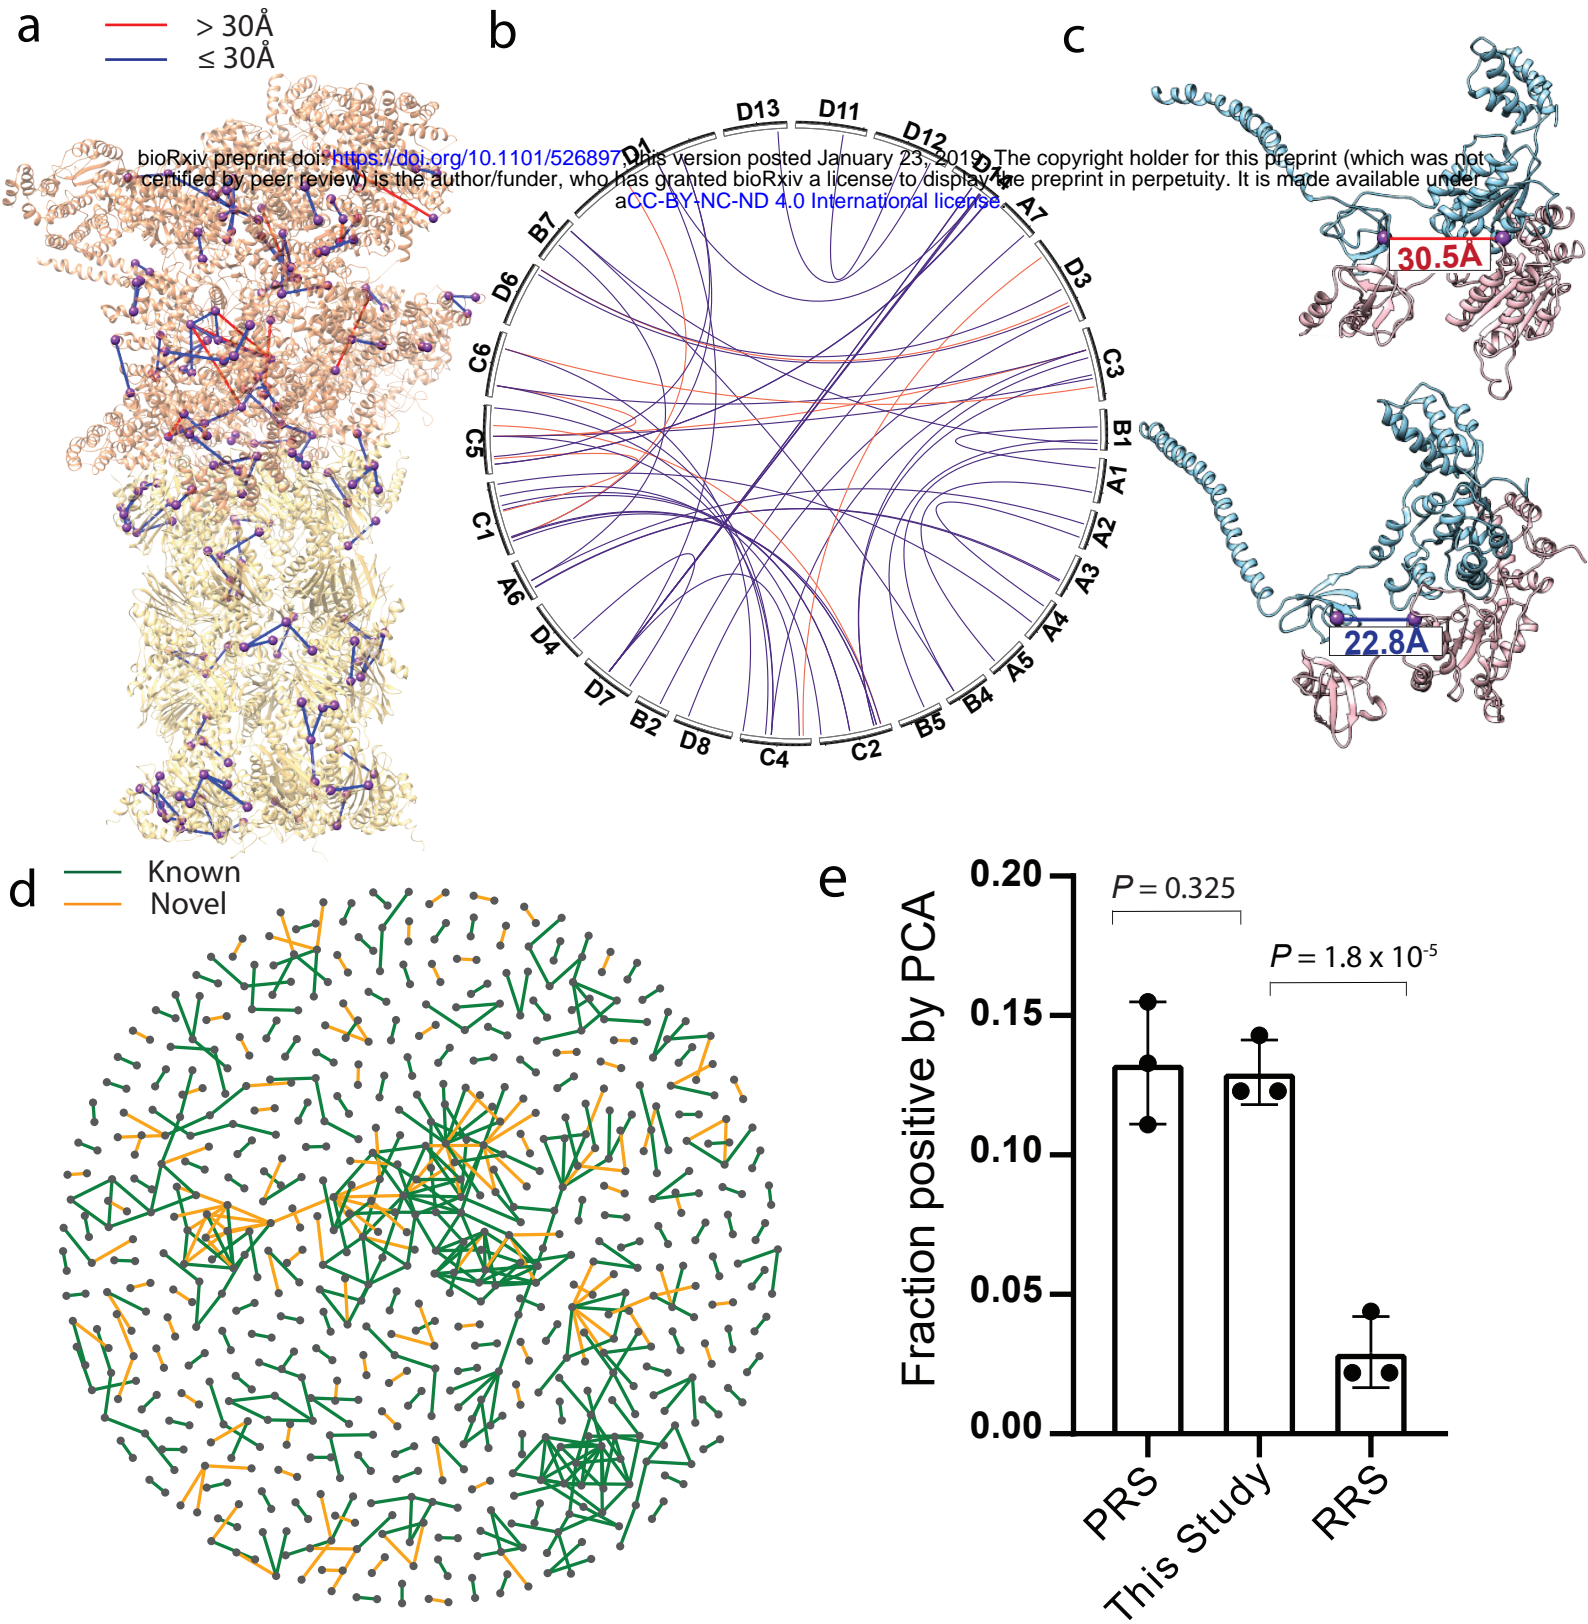 a
> 30Å
≤ 30Å
b
c
bioRxiv preprint doi: https://doi.org/10.1101/526897; this version posted January 23, 2019. The copyright holder for this preprint (which was not
certified by peer review) is the author/funder, who has granted bioRxiv a license to display the preprint in perpetuity. It is made available under
aCC-BY-NC-ND 4.0 International license.
D13
D11
D12
D14
A7
D3
C3
B1
A1
A2
A3
A4
A5
B4
B5
C2
C4
D8
B2
D7
D4
A6
C1
C5
C6
D6
B7
D1
30.5Å
22.8Å
d
Known
Novel
e
Fraction positive by PCA
0.20
0.15
0.10
0.05
0.00
P = 0.325
P = 1.8 x 10-5
PRS
This Study
RRS